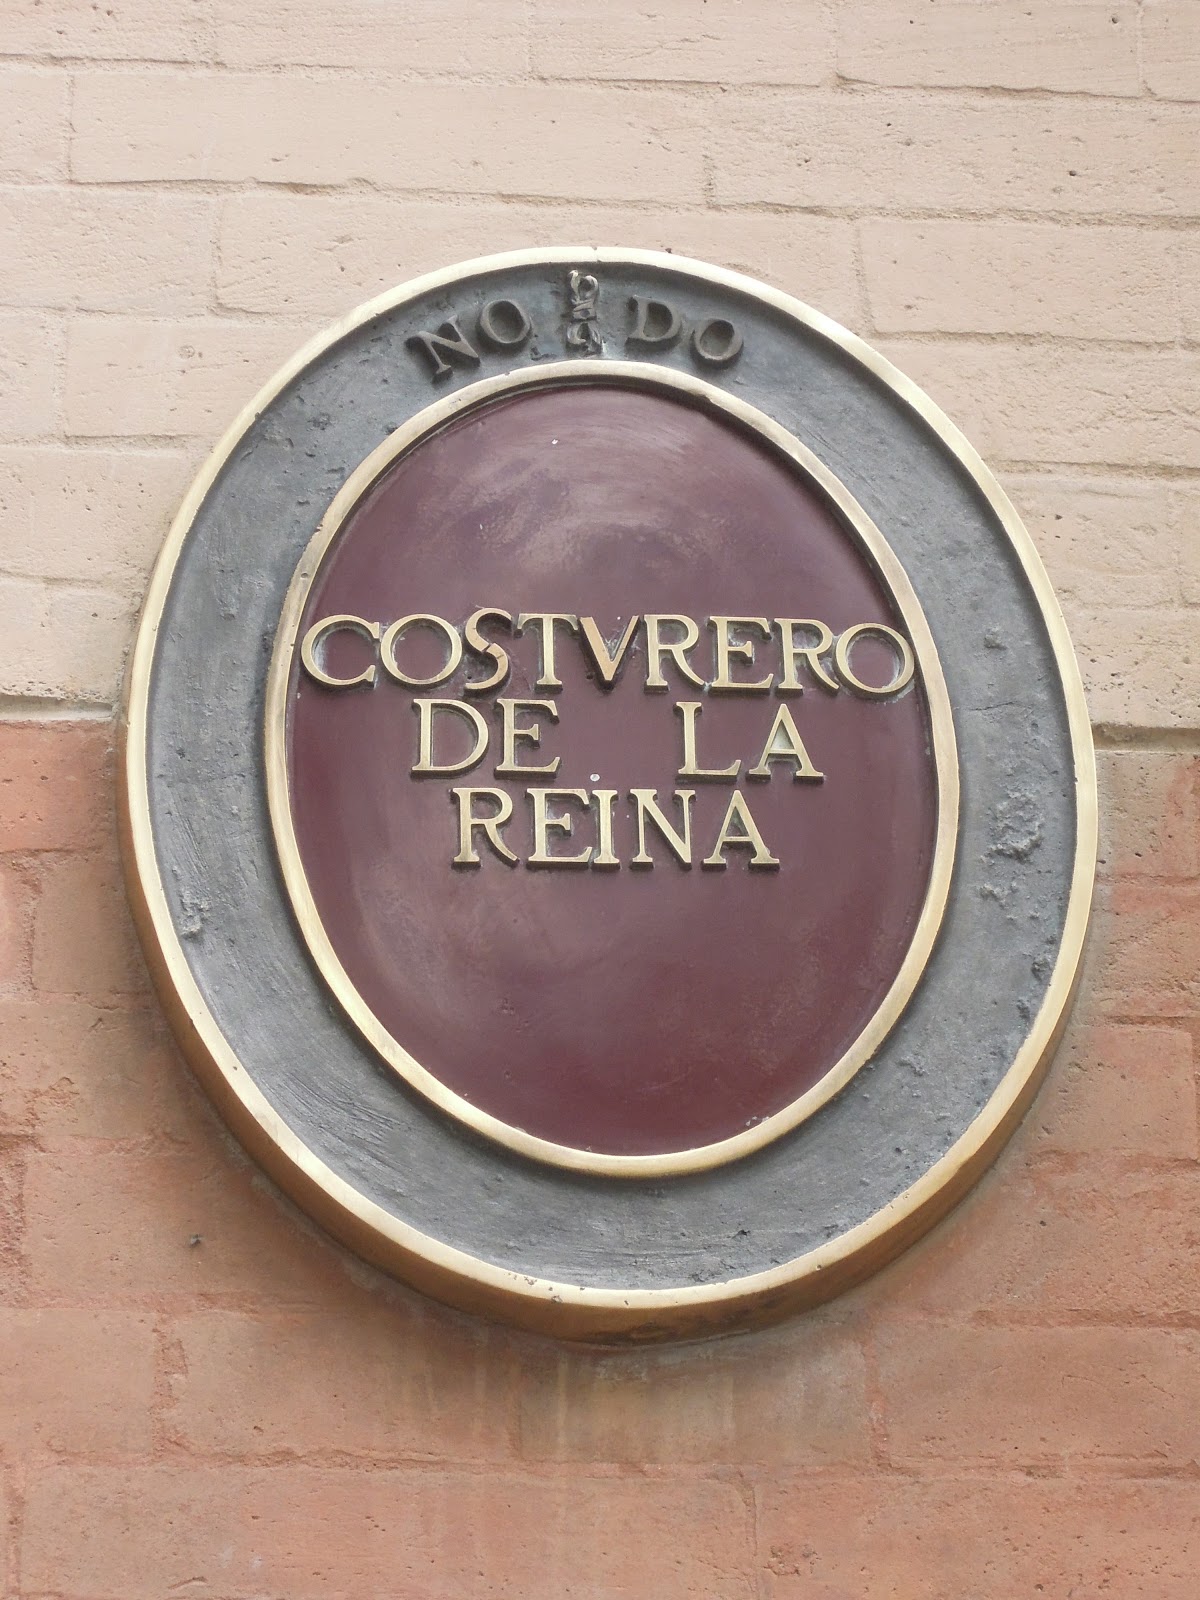 NO DO
COSTVRERO
DE LA
REINA